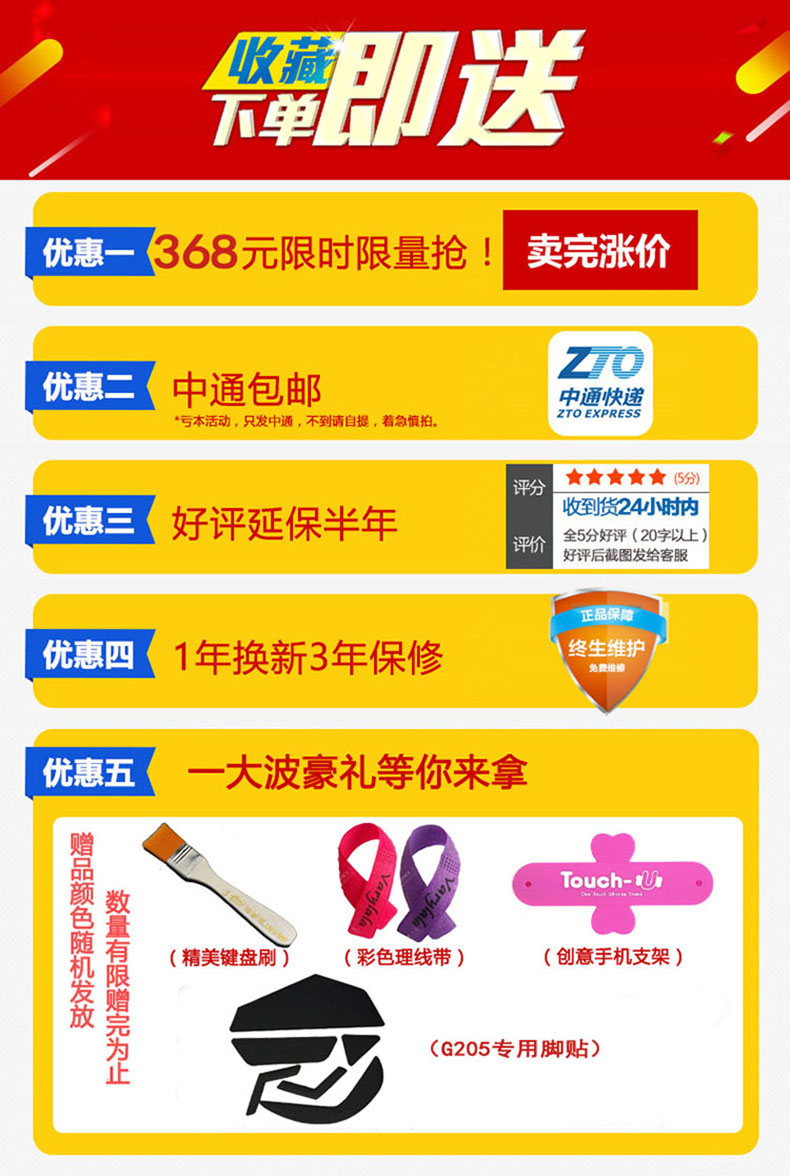 收藏
下单即送
优惠一
368元限时限量抢！
卖完涨价
优惠二
中通包邮
*亏本活动，只发中通，不到请自提，着急慎拍。
ZTO
中通快递
ZTO EXPRESS
优惠三
好评延保半年
评分
(5分)
收到货24小时内
评价
全5分好评（20字以上）
好评后截图发给客服
优惠四
1年换新3年保修
正品保障
终生维护
免费维修
优惠五
一大波豪礼等你来拿
赠品颜色随机发放
数量有限赠完为止
Varylala
Varylala
Touch-U
One Touch Silicone Stand
（精美键盘刷）
（彩色理线带）
（创意手机支架）
（G205专用脚贴）